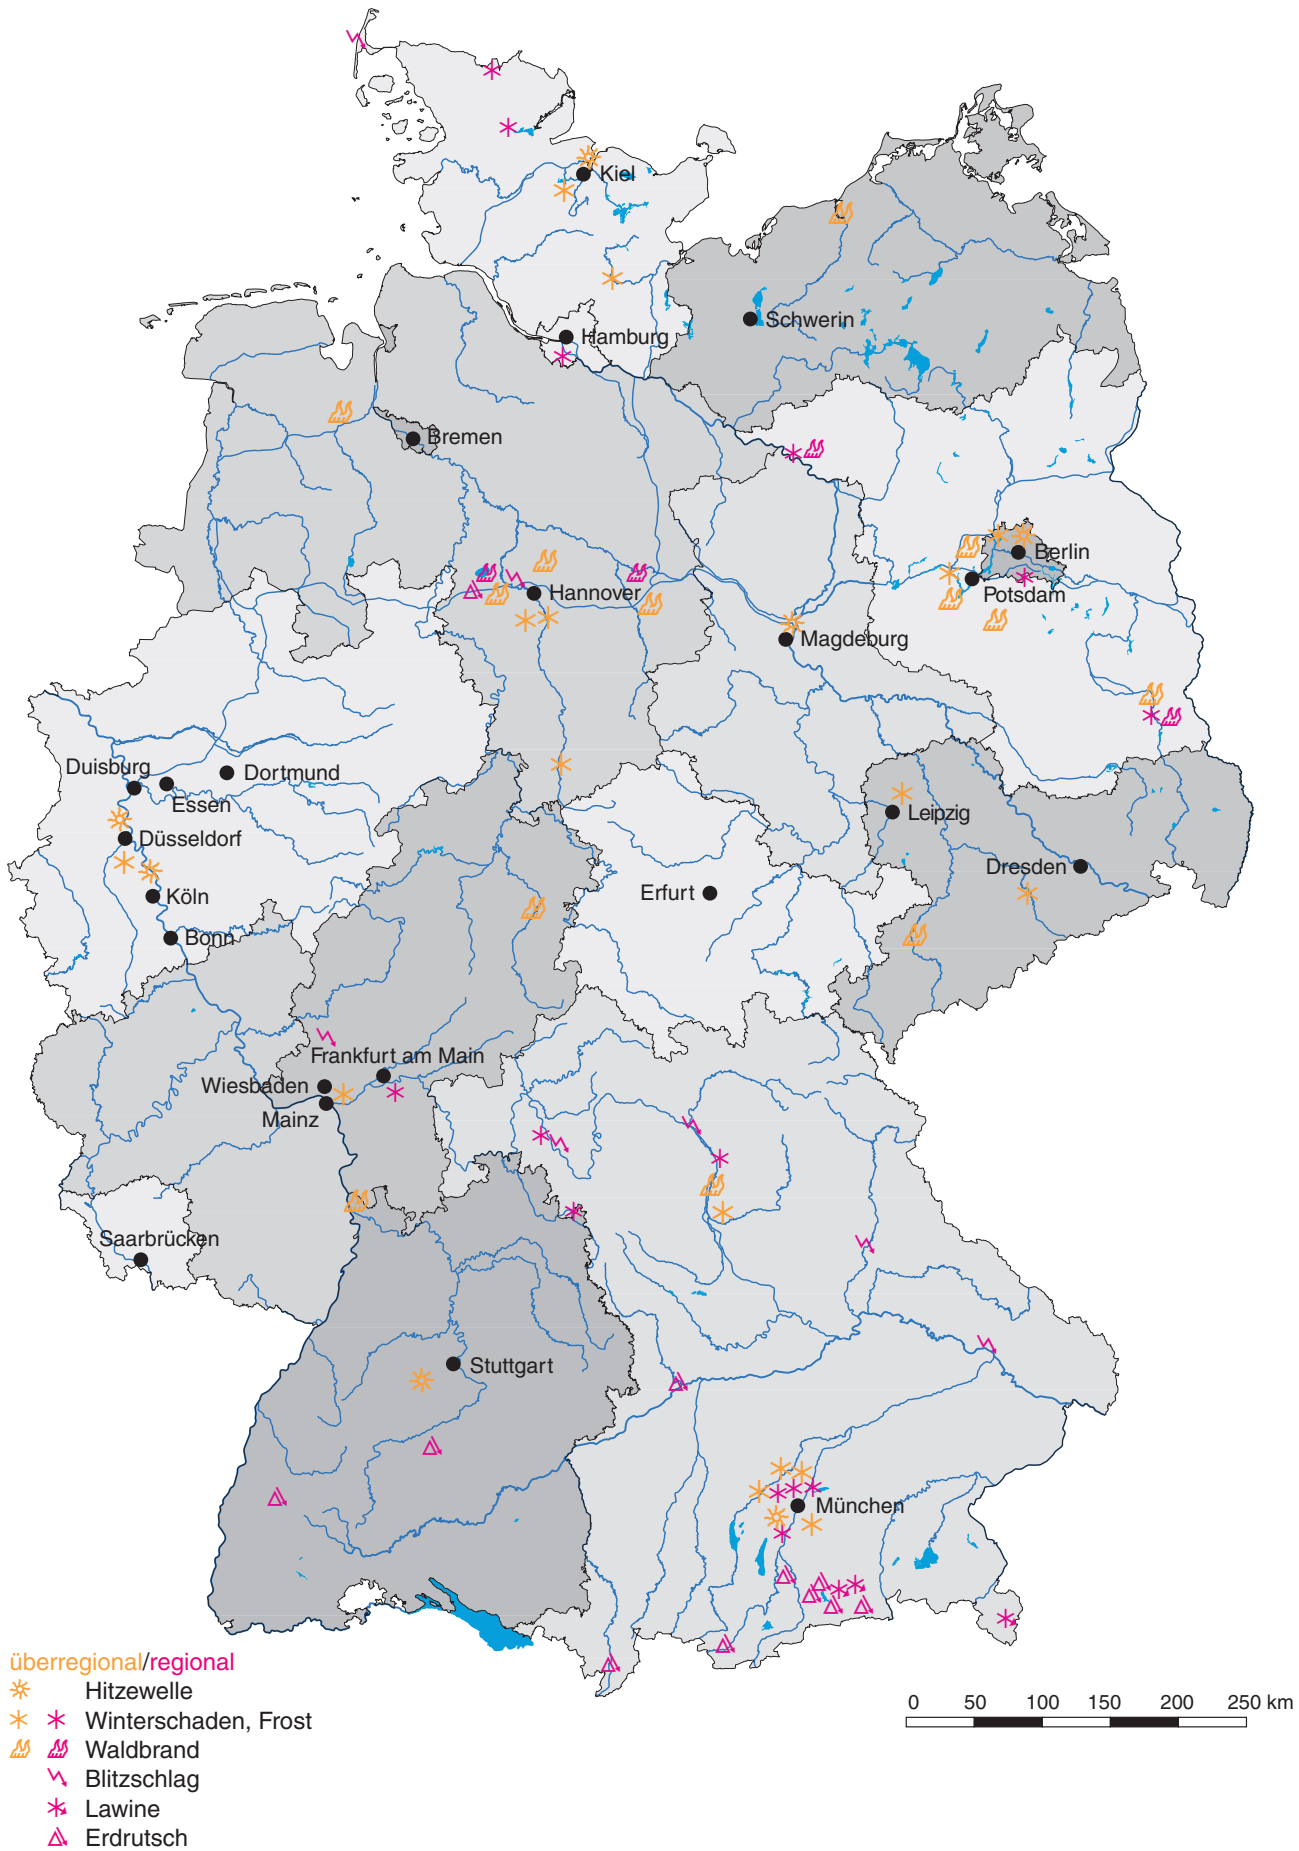 Kiel
Schwerin
Hamburg
Bremen
Berlin
Potsdam
Hannover
Magdeburg
Duisburg
Dortmund
Essen
Leipzig
Düsseldorf
Dresden
Köln
Erfurt
Bonn
Frankfurt am Main
Wiesbaden
Mainz
Saarbrücken
Stuttgart
München
überregional/regional
Hitzewelle
Winterschaden, Frost
Waldbrand
Blitzschlag
Lawine
Erdrutsch
0 50 100 150 200 250 km